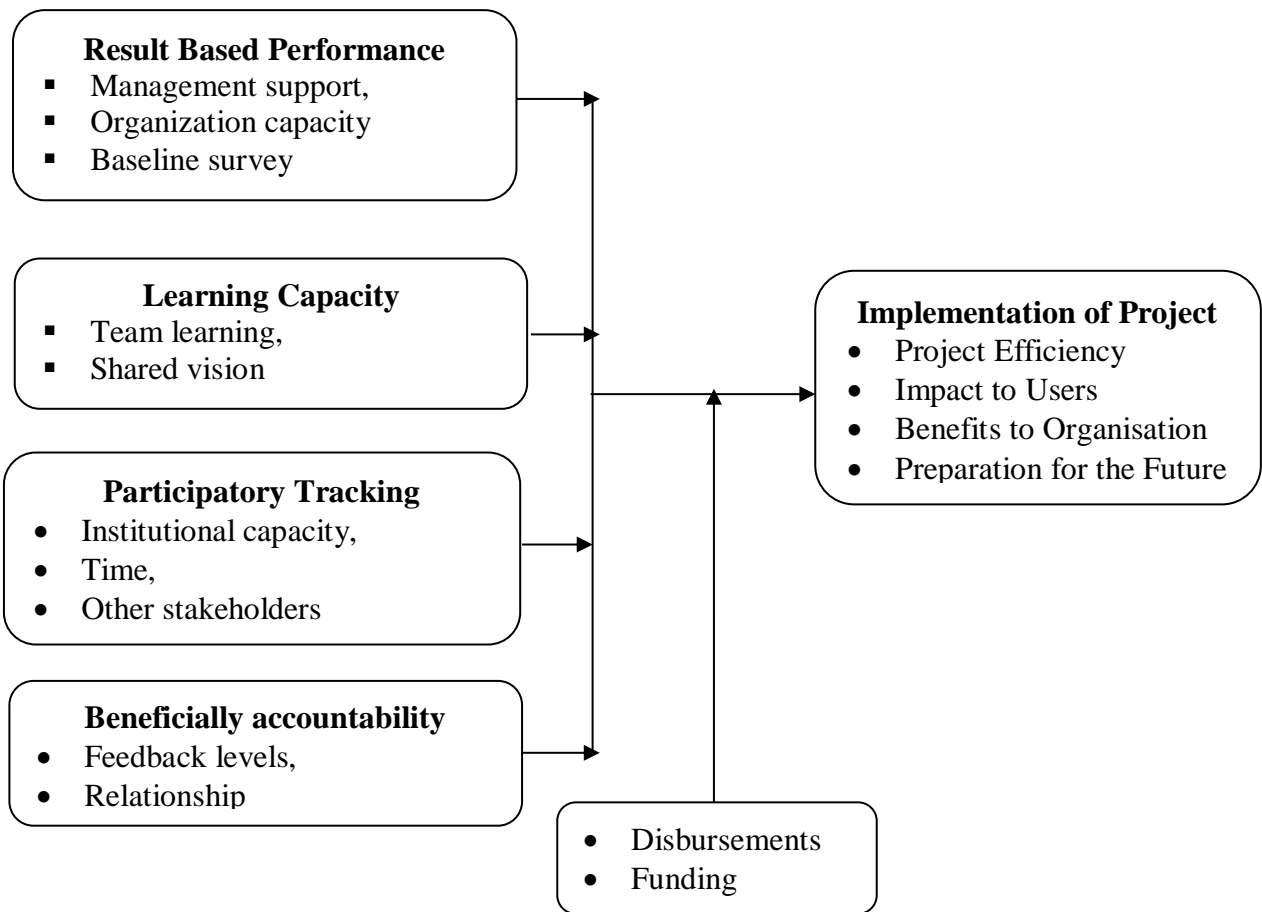 Result Based Performance
▪ Management support,
▪ Organization capacity
▪ Baseline survey
Learning Capacity
▪ Team learning,
▪ Shared vision
Participatory Tracking
• Institutional capacity,
• Time,
• Other stakeholders
Beneficially accountability
• Feedback levels,
• Relationship
Implementation of Project
• Project Efficiency
• Impact to Users
• Benefits to Organisation
• Preparation for the Future
• Disbursements
• Funding